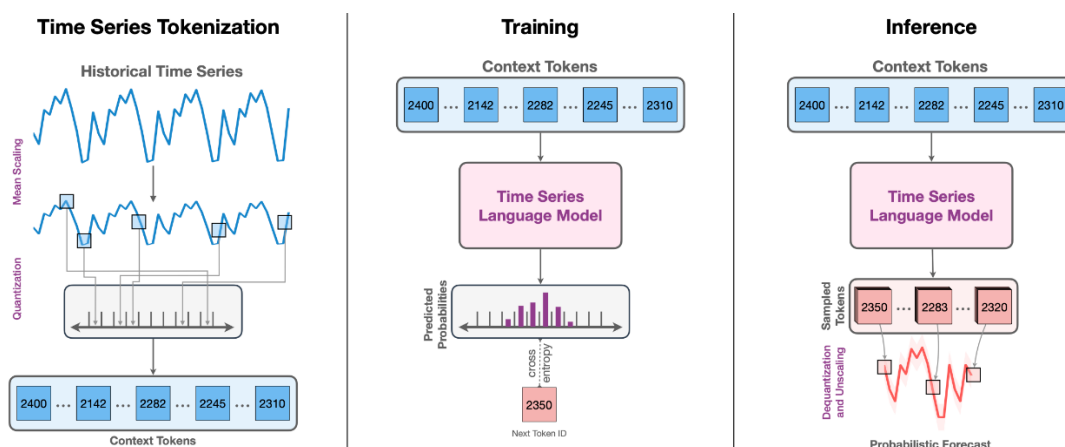 Time Series Tokenization
Historical Time Series
Mean Scaling
Quantization
2400 ... 2142 ... 2282 ... 2245 ... 2310
Context Tokens
Training
Context Tokens
2400 ... 2142 ... 2282 ... 2245 ... 2310
Time Series
Language Model
Predicted
Probabilities
cross
entropy
2350
Next Token ID
Inference
Context Tokens
2400 ... 2142 ... 2282 ... 2245 ... 2310
Time Series
Language Model
Sampled
Tokens
2350 ... 2283 ... 2320
Dequantization
and Unscaling
Probabilistic Forecast